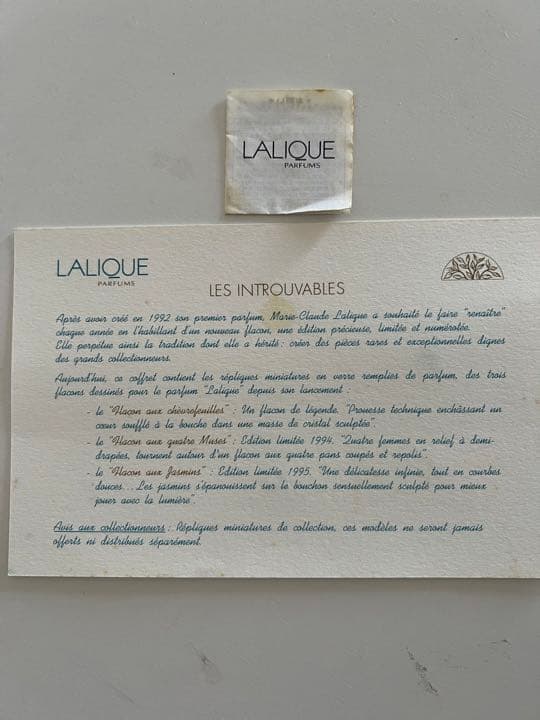 LALIQUE
PARFUMS
LALIQUE
PARFUMS
LES INTROUVABLES
Après avoir créé en 1992 son premier parfum, Marie-Claude Lalique a souhaité le faire "renaître"
chaque année en l'habillant d'un nouveau flacon, une édition précieuse, limitée et numérotée.
Elle perpétue ainsi la tradition dont elle a hérité : créer des pièces rares et exceptionnelles dignes
des grands collectionneurs.
Aujourd'hui, ce coffret contient les répliques miniatures en verre remplies de parfum, des trois
flacons dessinés pour le parfum "Lalique" depuis son lancement :
- le "Flacon aux chèvrefeuilles" : Un flacon de légende. "Prouesse technique enchâssant un
cœur soufflé à la bouche dans une masse de cristal sculptée".
- le "Flacon aux quatre Muses" : Edition limitée 1994. "Quatre femmes en relief à demi-
drapées, tournent autour d'un flacon aux quatre pans coupés et repolis".
- le "Flacon aux Jasmins" : Edition limitée 1995. "Une délicatesse infinie, tout en courbes
douces... Les jasmins s'épanouissent sur le bouchon sensuellement sculpté pour mieux
jouer avec la lumière".
Avis aux collectionneurs : Répliques miniatures de collection, ces modèles ne seront jamais
offerts ni distribués séparément.